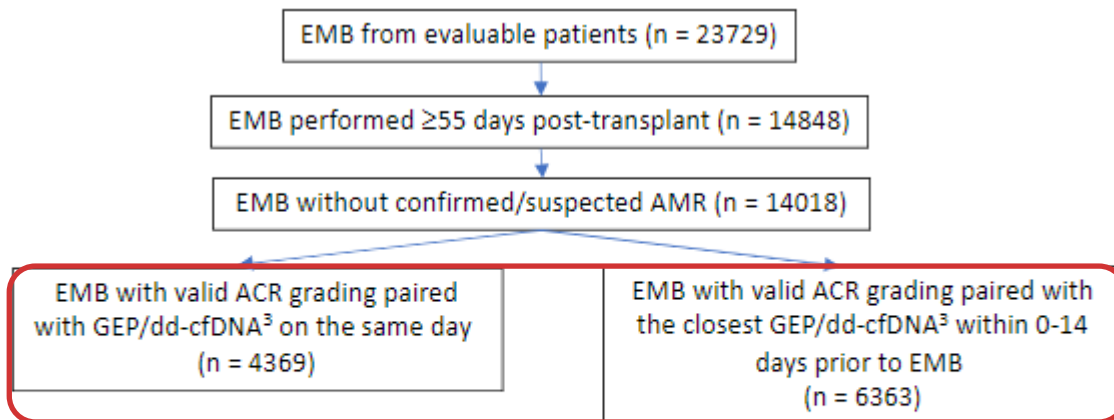 EMB from evaluable patients (n = 23729)
EMB performed ≥55 days post-transplant (n = 14848)
EMB without confirmed/suspected AMR (n = 14018)
EMB with valid ACR grading paired
with GEP/dd-cfDNA³ on the same day
(n = 4369)
EMB with valid ACR grading paired with
the closest GEP/dd-cfDNA³ within 0-14
days prior to EMB
(n = 6363)